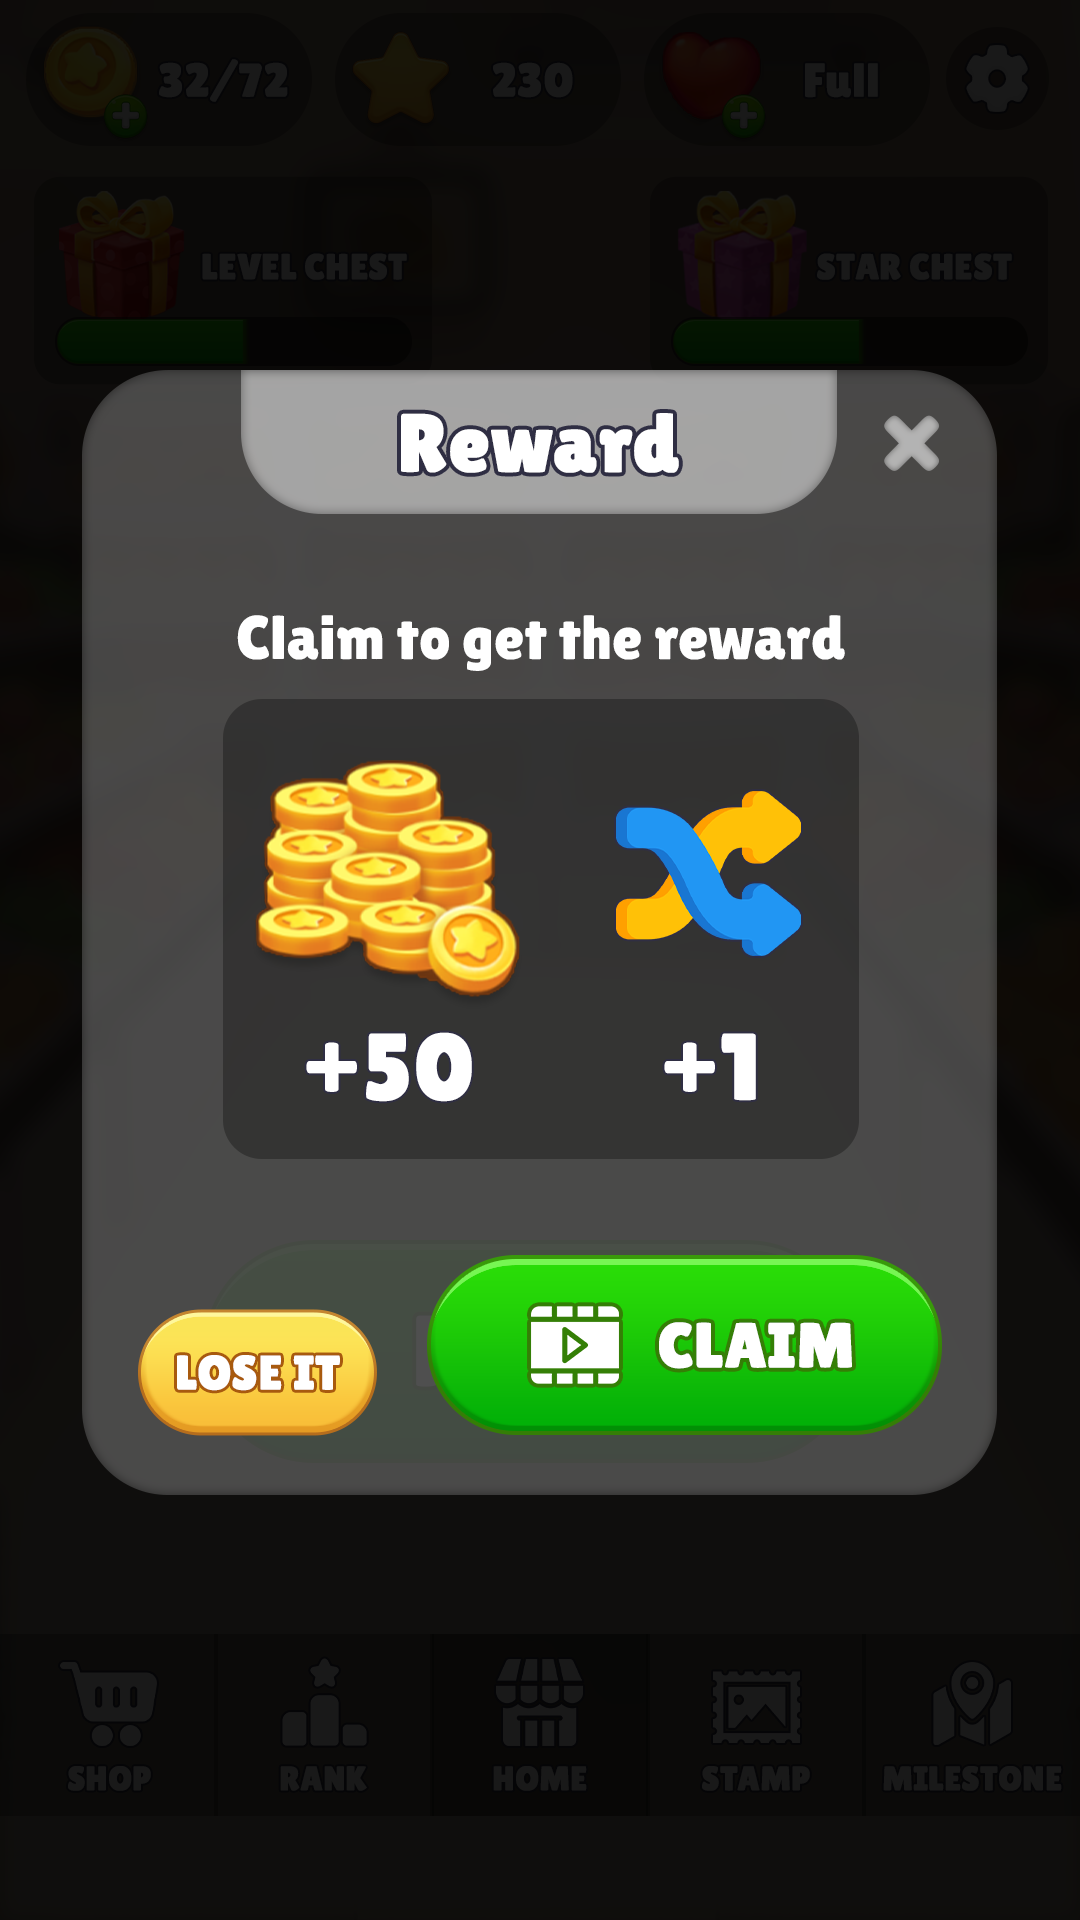 32/72 230 Full
LEVEL CHEST STAR CHEST
Reward
Claim to get the reward
+50 +1
LOSE IT CLAIM
SHOP RANK HOME STAMP MILESTONE